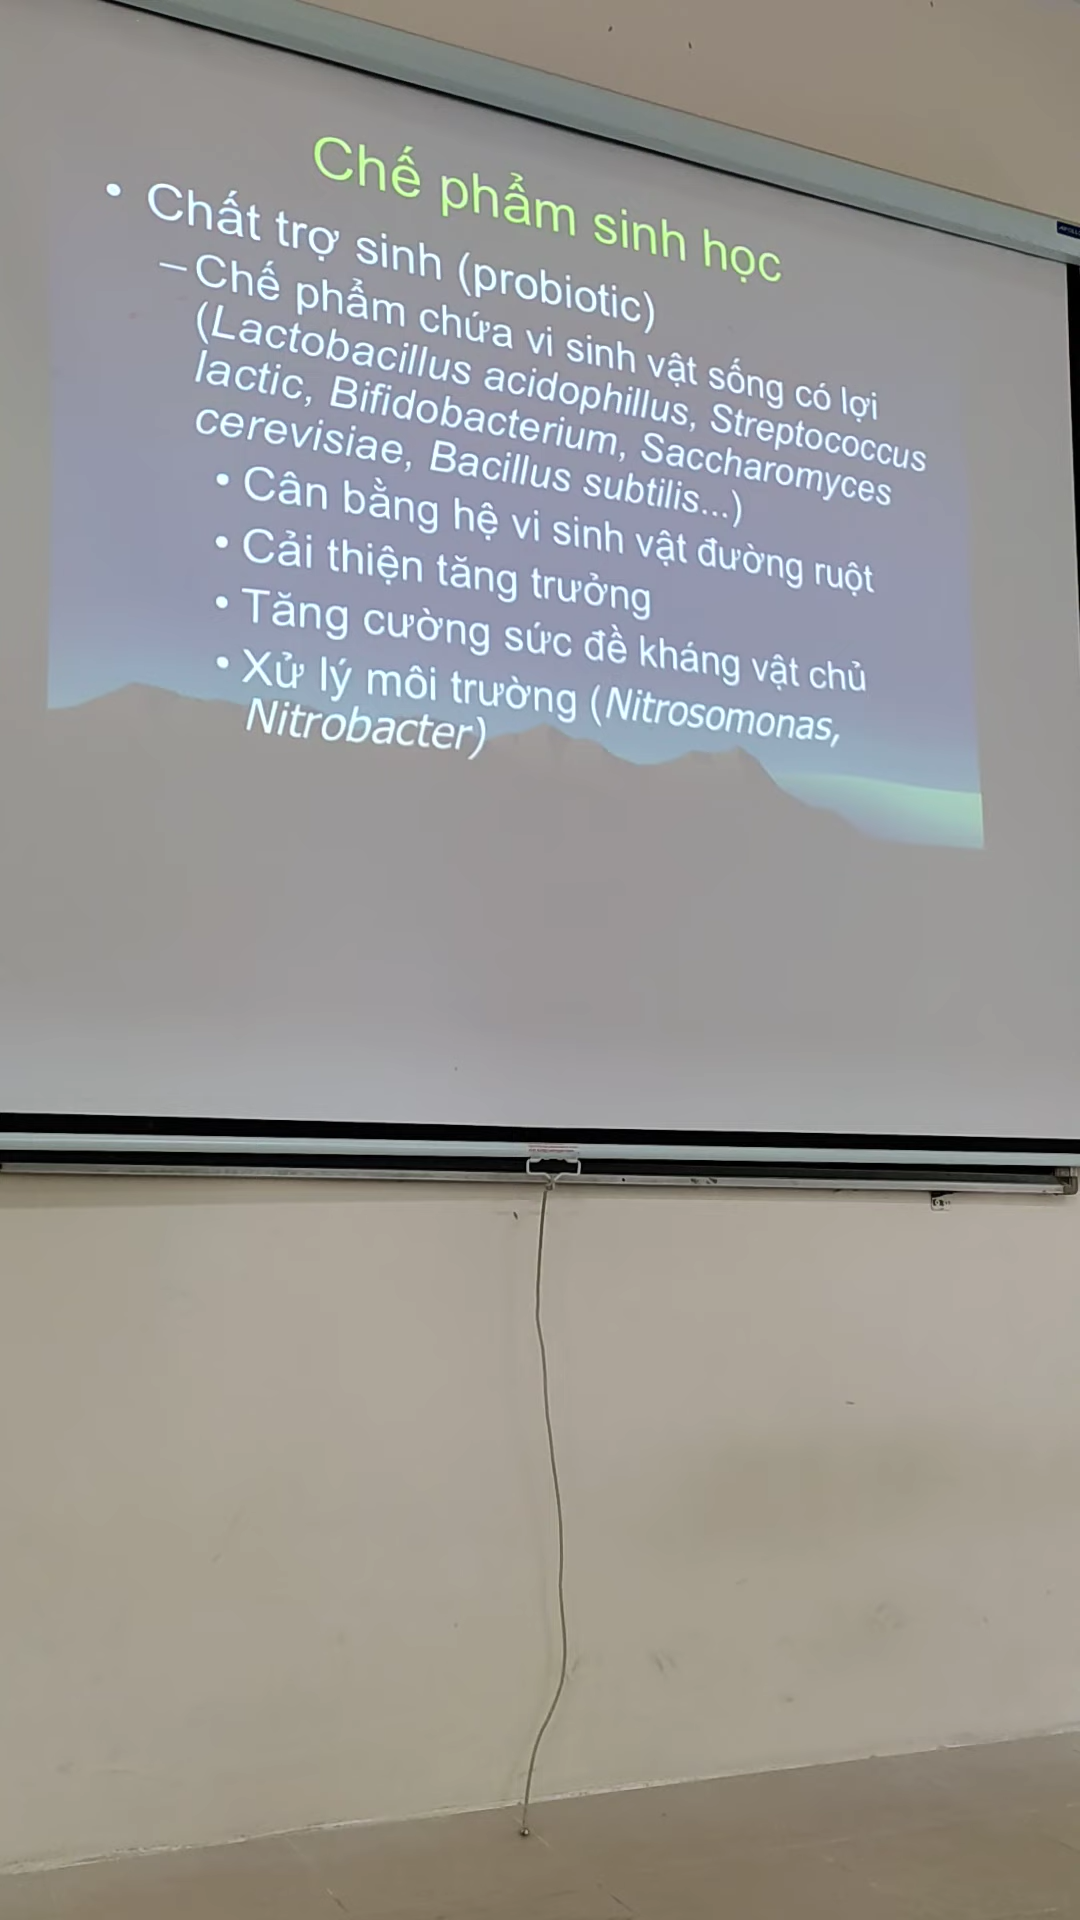 Chế phẩm sinh học
• Chất trợ sinh (probiotic)
–Chế phẩm chứa vi sinh vật sống có lợi
(Lactobacillus acidophillus, Streptococcus
lactic, Bifidobacterium, Saccharomyces
cerevisiae, Bacillus subtilis...)
• Cân bằng hệ vi sinh vật đường ruột
• Cải thiện tăng trưởng
• Tăng cường sức đề kháng vật chủ
• Xử lý môi trường (Nitrosomonas,
Nitrobacter)